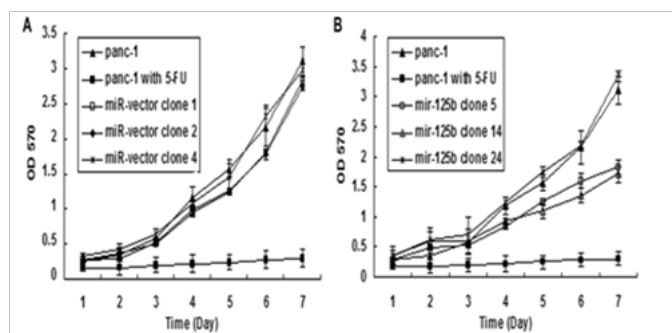 A
OD 570
3.5
3
2.5
2
1.5
1
0.5
0
panc-1
panc-1 with 5-FU
miR-vector clone 1
miR-vector clone 2
miR-vector clone 4
1 2 3 4 5 6 7
Time (Day)
B
OD 570
4
3.5
3
2.5
2
1.5
1
0.5
0
panc-1
panc-1 with 5-FU
mir-125b clone 5
mir-125b clone 14
mir-125b clone 24
1 2 3 4 5 6 7
Time (Day)